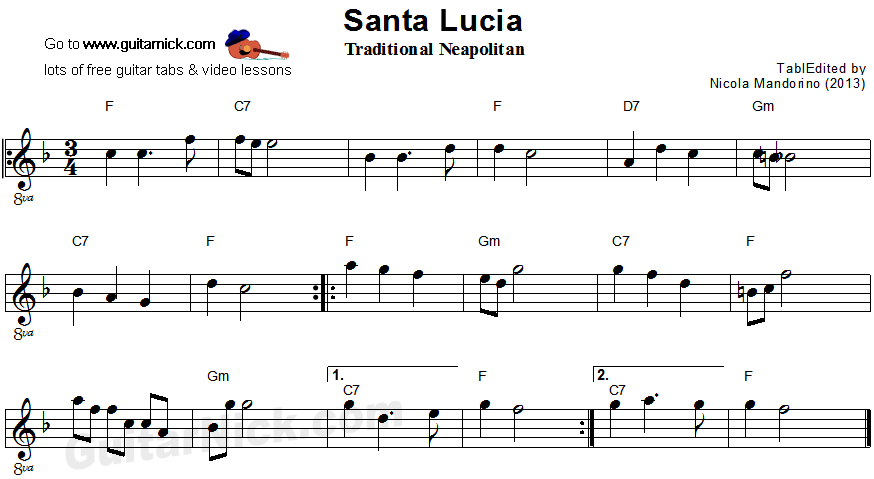 Santa Lucia
Traditional Neapolitan
Go to www.guitarnick.com
lots of free guitar tabs & video lessons
TablEdited by
Nicola Mandorino (2013)
F C7 F D7 Gm
3
4
8va
C7 F F Gm C7 F
8va
Gm 1. C7 F 2. C7 F
8va
GuitarNick.com